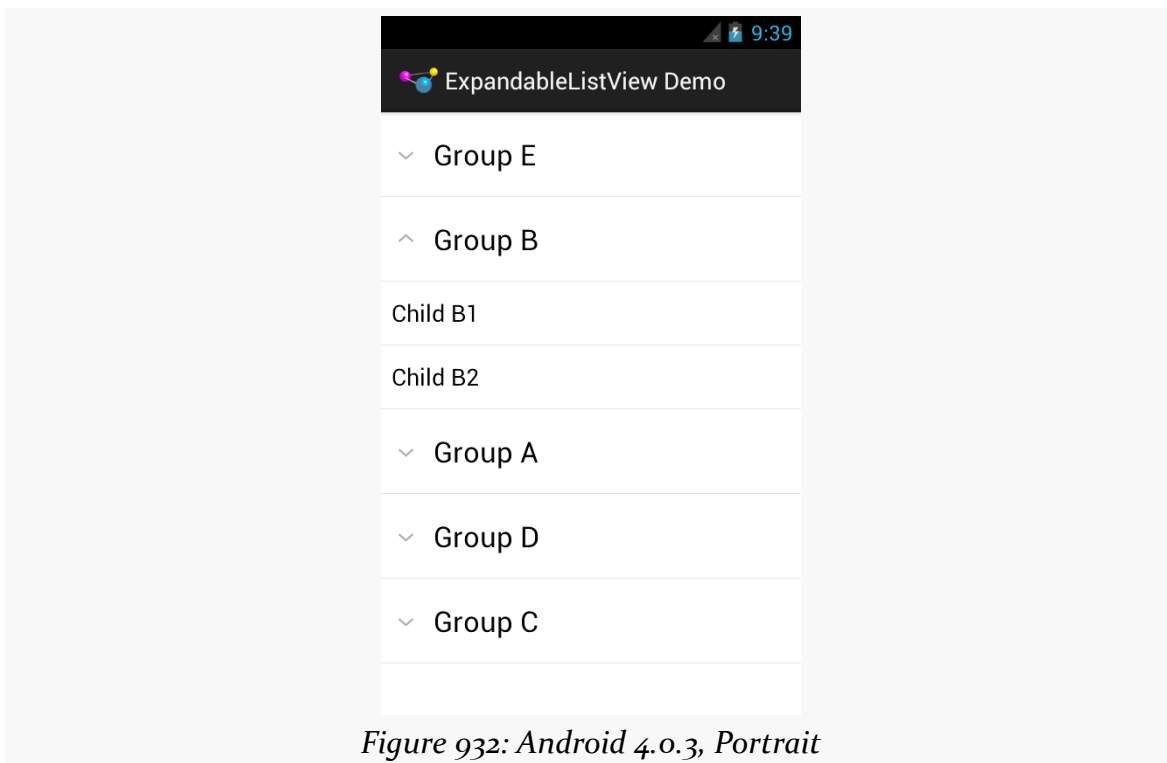 9:39
ExpandableListView Demo
Group E
Group B
Child B1
Child B2
Group A
Group D
Group C
Figure 932: Android 4.0.3, Portrait